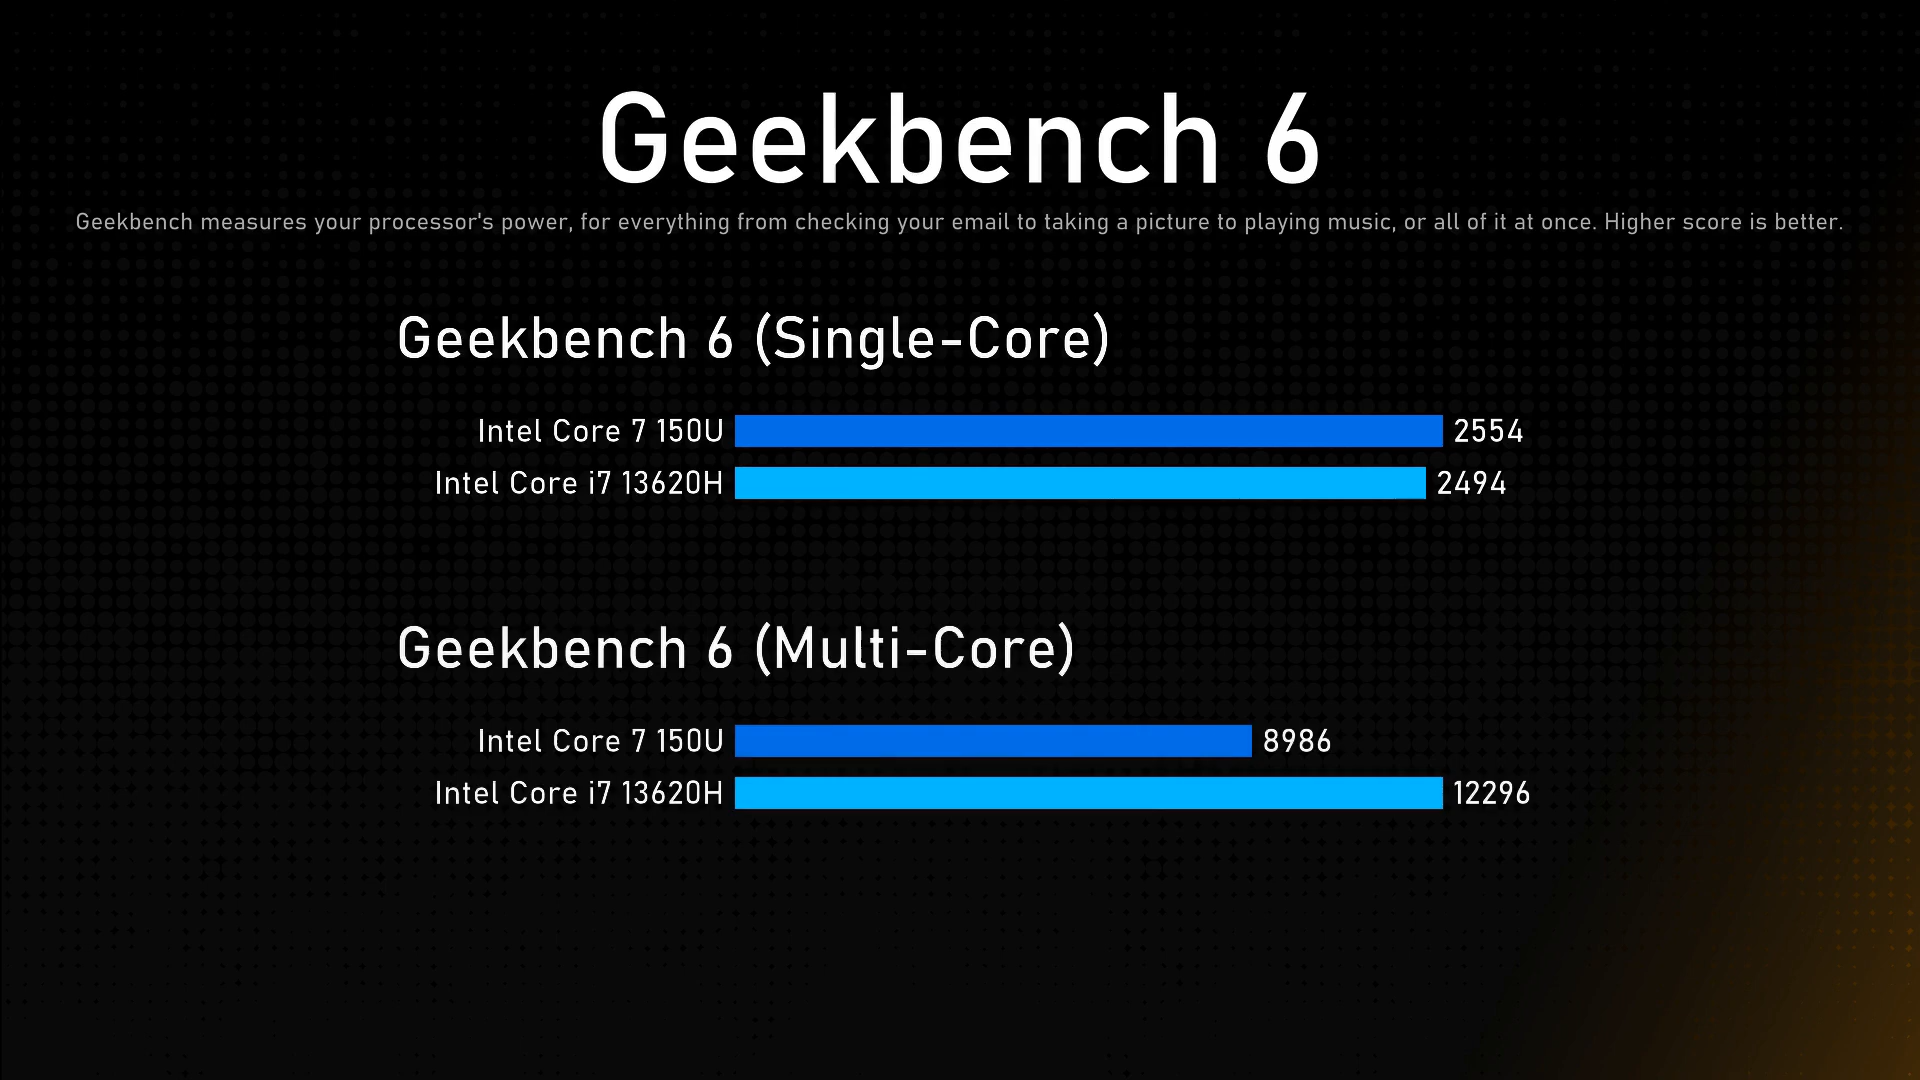 Geekbench 6
Geekbench measures your processor's power, for everything from checking your email to taking a picture to playing music, or all of it at once. Higher score is better.
Geekbench 6 (Single-Core)
Intel Core 7 150U 2554
Intel Core i7 13620H 2494
Geekbench 6 (Multi-Core)
Intel Core 7 150U 8986
Intel Core i7 13620H 12296